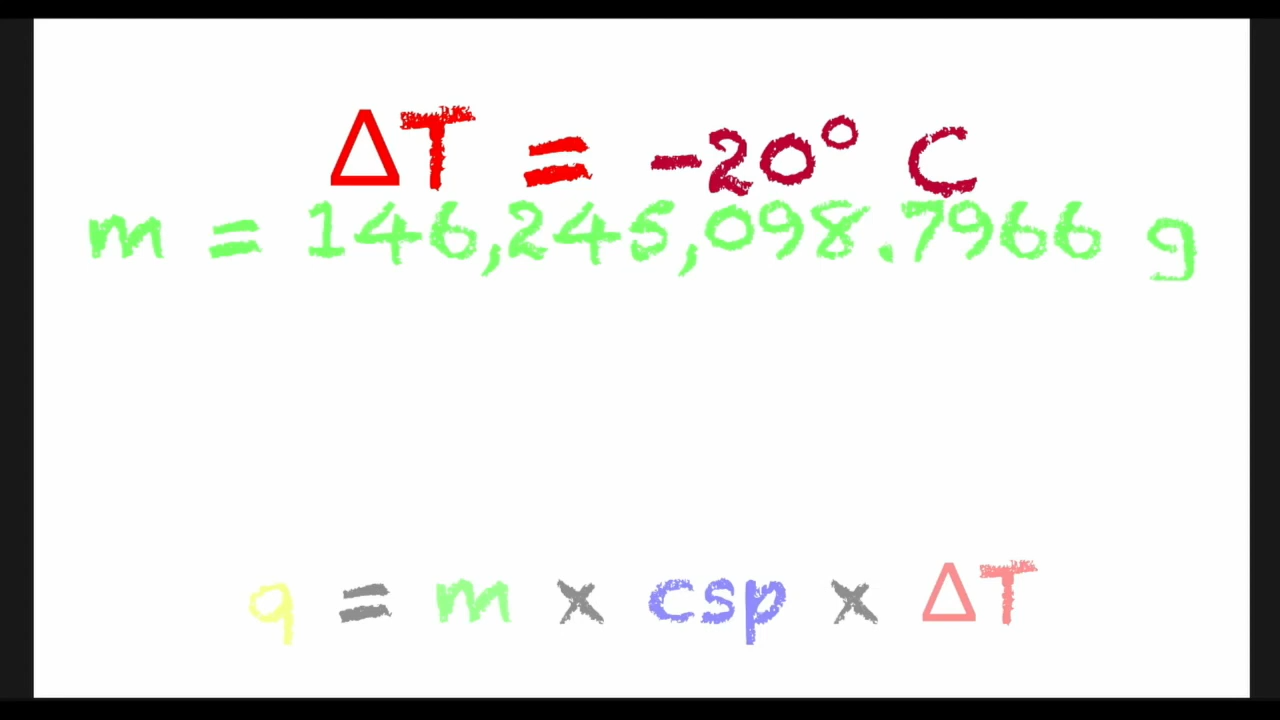 ΔT = -20° C
m = 146,245,098.7966 g
q = m x csp x ΔT